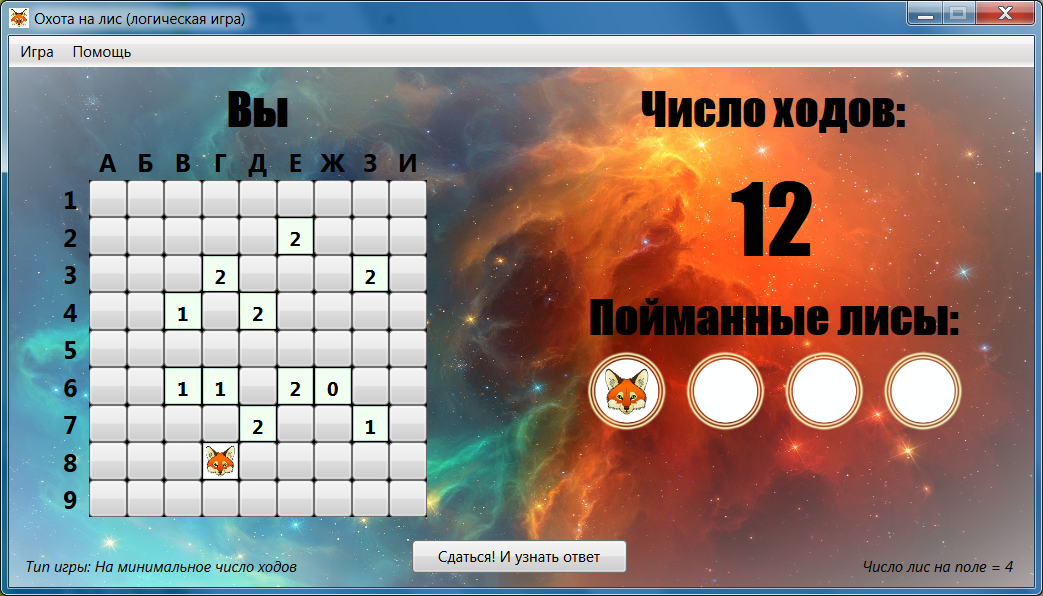 Охота на лис (логическая игра)
Игра Помощь
Вы
А Б В Г Д Е Ж З И
1
2 2
3 2 2
4 1 2
5
6 1 1 2 0
7 2 1
8
9
Число ходов:
12
Пойманные лисы:
Сдаться! И узнать ответ
Тип игры: На минимальное число ходов
Число лис на поле = 4